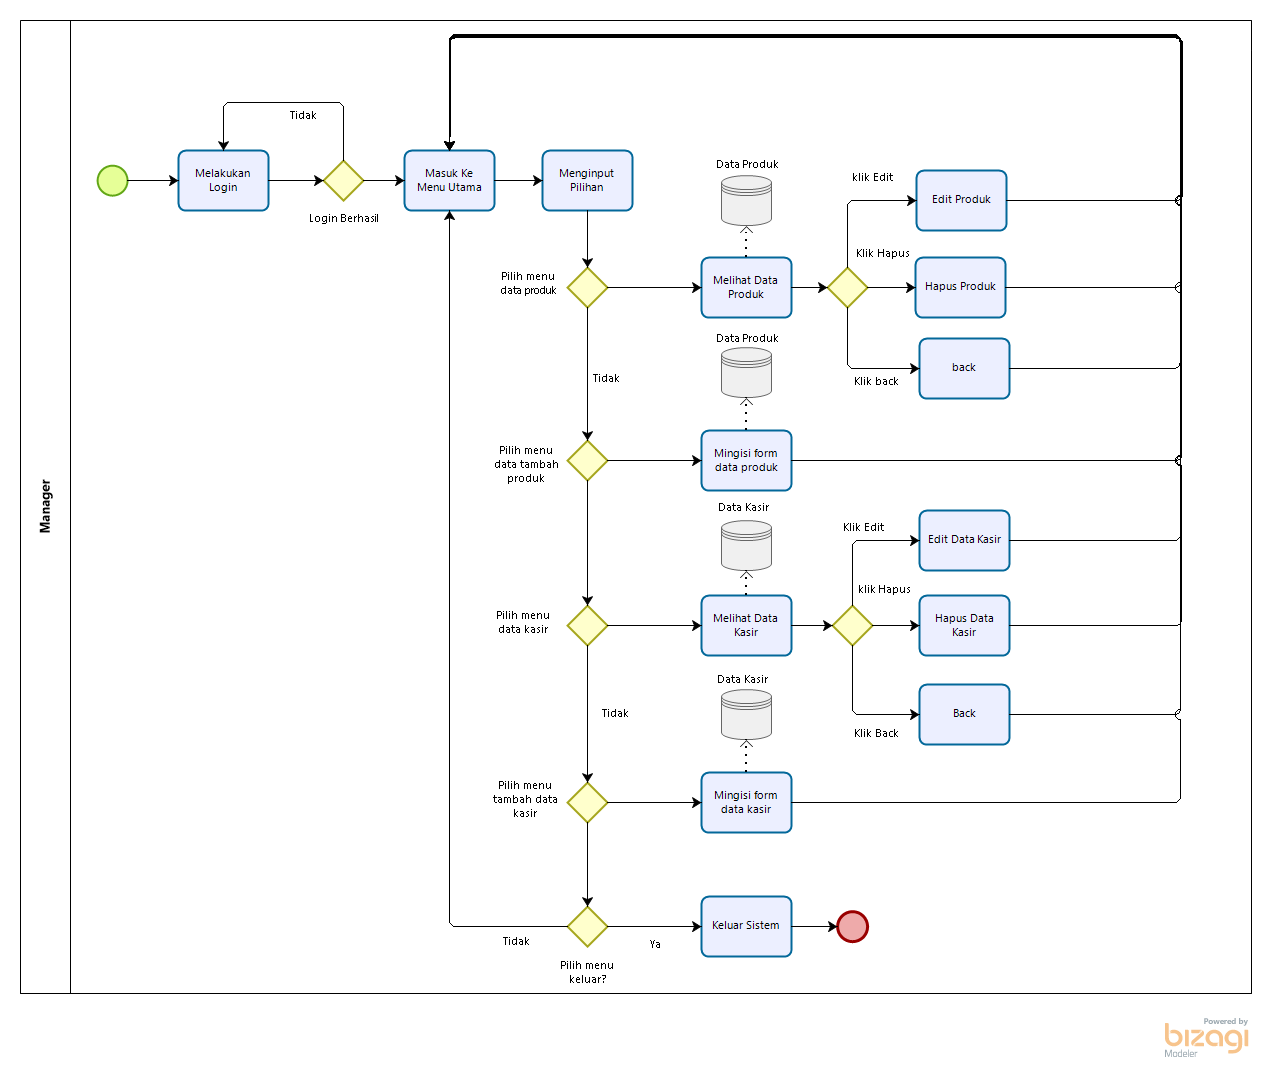 Manager
Tidak
Melakukan
Login
Login Berhasil
Masuk Ke
Menu Utama
Menginput
Pilihan
Data Produk
klik Edit
Edit Produk
Pilih menu
data produk
Melihat Data
Produk
Klik Hapus
Hapus Produk
Klik back
back
Tidak
Data Produk
Pilih menu
data tambah
produk
Mingisi form
data produk
Data Kasir
Klik Edit
Edit Data Kasir
Pilih menu
data kasir
Melihat Data
Kasir
klik Hapus
Hapus Data
Kasir
Klik Back
Back
Tidak
Data Kasir
Pilih menu
tambah data
kasir
Mingisi form
data kasir
Tidak
Ya
Pilih menu
keluar?
Keluar Sistem
Powered by
bizagi
Modeler